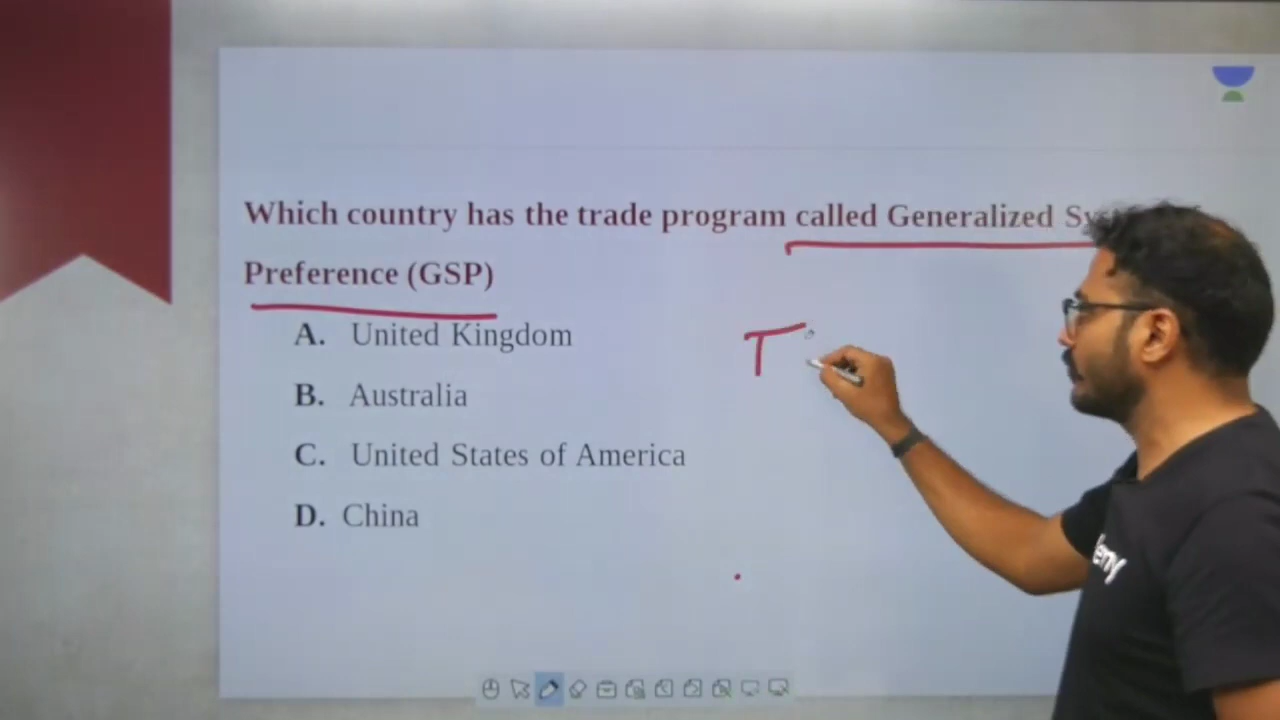 Which country has the trade program called Generalized
Preference (GSP)
A. United Kingdom
B. Australia
C. United States of America
D. China
T